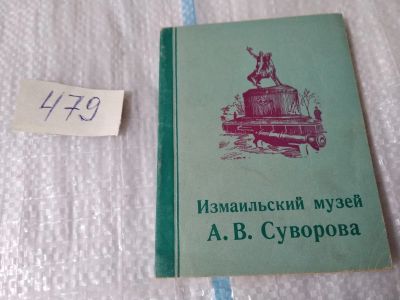 479
Измаильский музей
А. В. Суворова